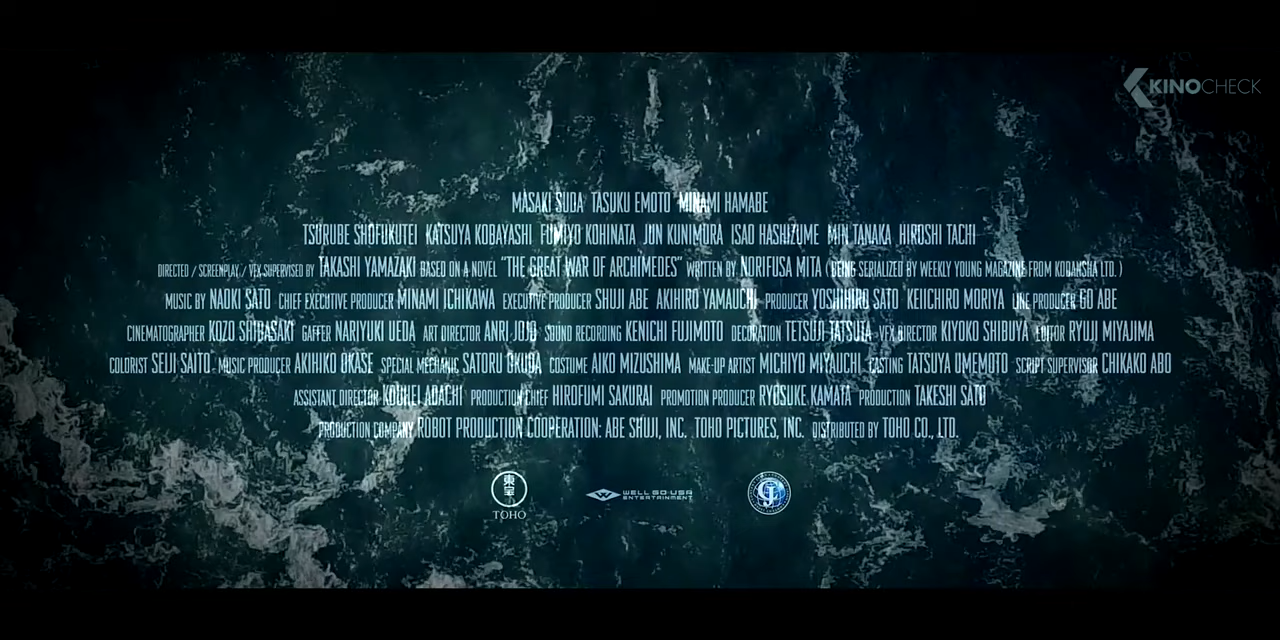 KINOCHECK
MASAKI SUDA TASUKU EMOTO MINAMI HAMABE
TSURUBE SHOFUKUTEI KATSUYA KOBAYASHI FUMIYO KOHINATA JUN KUNIMURA ISAO HASHIZUME MIN TANAKA HIROSHI TACHI
DIRECTED / SCREENPLAY / VFX SUPERVISED BY TAKASHI YAMAZAKI BASED ON A NOVEL "THE GREAT WAR OF ARCHIMEDES" WRITTEN BY NORIFUSA MITA ( BEING SERIALIZED BY WEEKLY YOUNG MAGAZINE FROM KODANSHA LTD. )
MUSIC BY NAOKI SATO CHIEF EXECUTIVE PRODUCER MINAMI ICHIKAWA EXECUTIVE PRODUCER SHUJI ABE AKIHIRO YAMAUCHI PRODUCER YOSHIHIRO SATO KEIICHIRO MORIYA LINE PRODUCER GO ABE
CINEMATOGRAPHER KOZO SHIBASAKI GAFFER NARIYUKI UEDA ART DIRECTOR ANRI JOJO SOUND RECORDING KENICHI FUJIMOTO DECORATION TETSUO TATSUTA VFX DIRECTOR KIYOKO SHIBUYA EDITOR RYUJI MIYAJIMA
COLORIST SEIJI SAITO MUSIC PRODUCER AKIHIKO OKASE SPECIAL MECHANIC SATORU OKUDA COSTUME AIKO MIZUSHIMA MAKE-UP ARTIST MICHIYO MIYAUCHI CASTING TATSUYA UMEMOTO SCRIPT SUPERVISOR CHIKAKO ABO
ASSISTANT DIRECTOR KOUHEI ADACHI PRODUCTION CHIEF HIROFUMI SAKURAI PROMOTION PRODUCER RYOSUKE KAMATA PRODUCTION TAKESHI SATO
PRODUCTION COMPANY ROBOT PRODUCTION COOPERATION: ABE SHUJI, INC. TOHO PICTURES, INC. DISTRIBUTED BY TOHO CO., LTD.
東宝
TOHO
WELL GO USA
ENTERTAINMENT